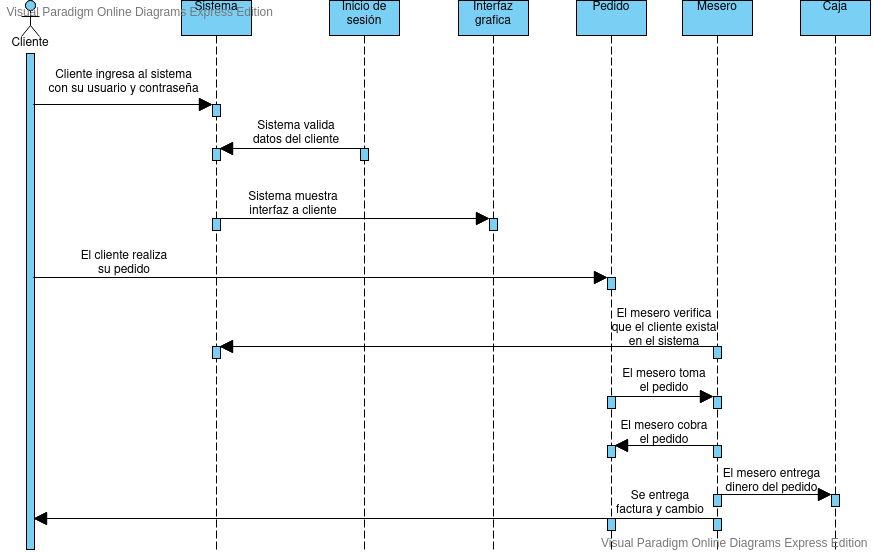 Visual Paradigm Online Diagrams Express Edition
Sistema
Inicio de
sesión
Interfaz
grafica
Pedido
Mesero
Caja
Cliente
Cliente ingresa al sistema
con su usuario y contraseña
Sistema valida
datos del cliente
Sistema muestra
interfaz a cliente
El cliente realiza
su pedido
El mesero verifica
que el cliente exista
en el sistema
El mesero toma
el pedido
El mesero cobra
el pedido
El mesero entrega
dinero del pedido
Se entrega
factura y cambio
Visual Paradigm Online Diagrams Express Edition